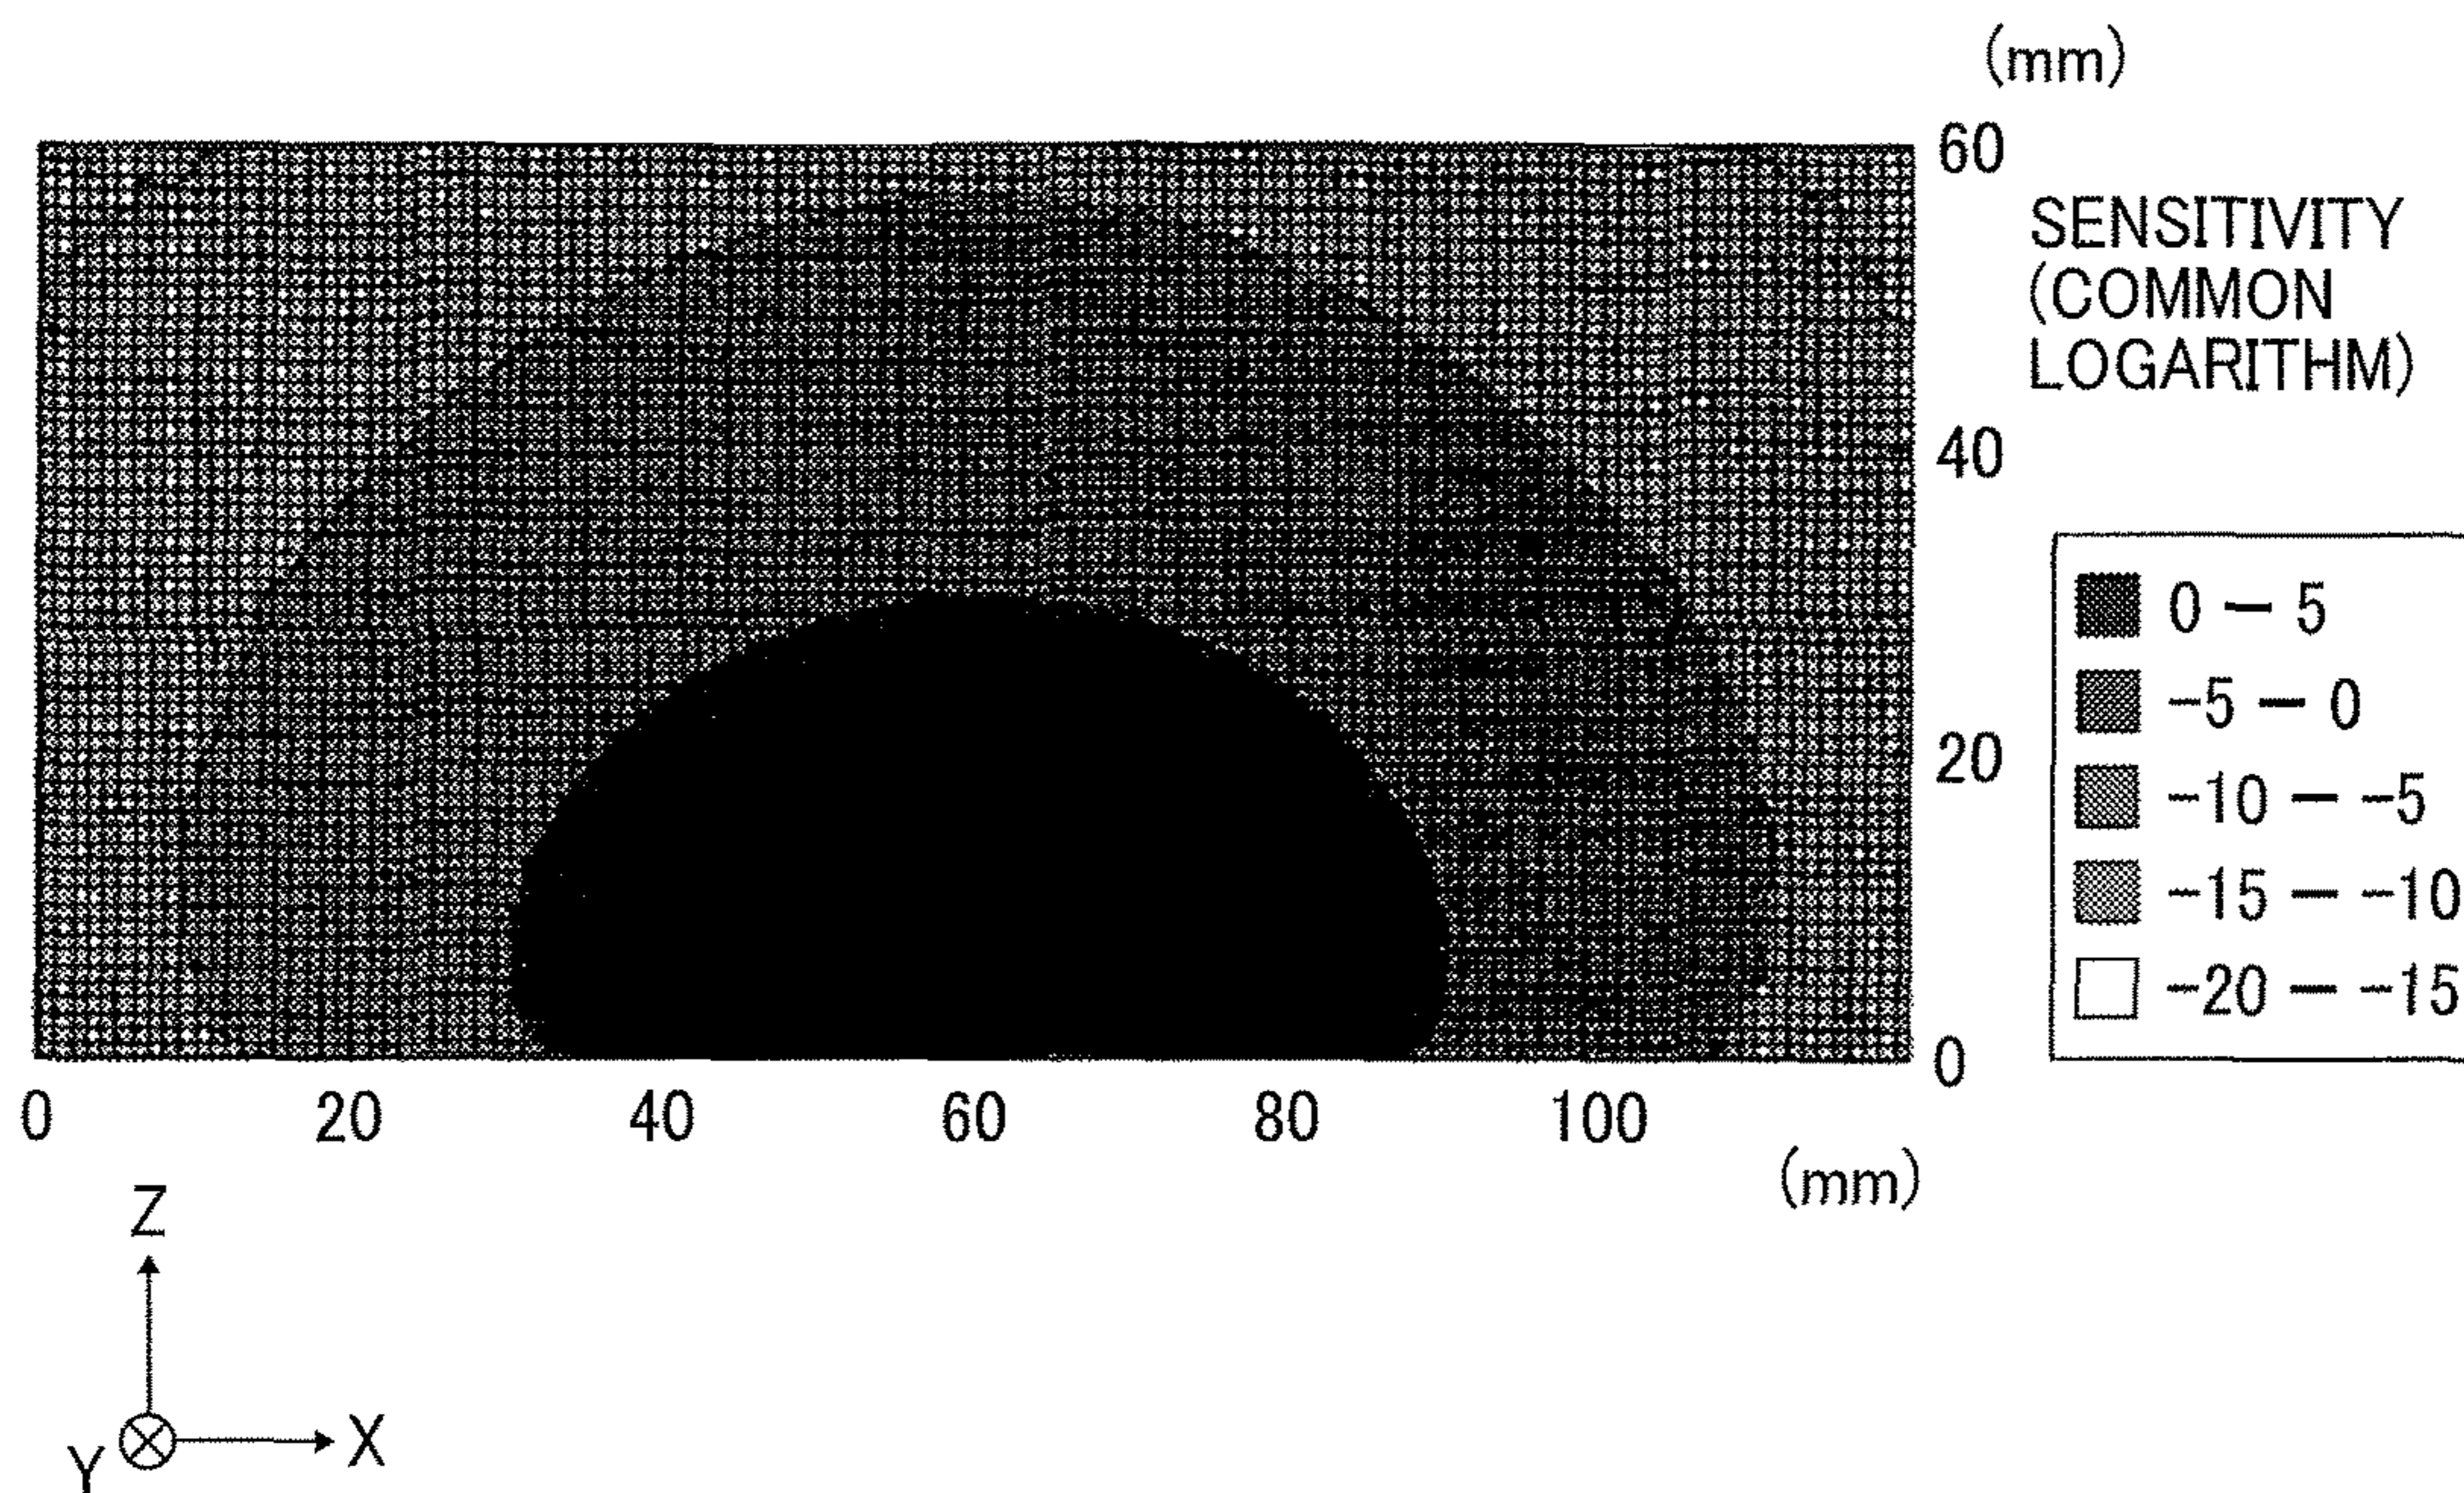 (mm)
60
SENSITIVITY
(COMMON
LOGARITHM)
40
20
0
0 — 5
-5 — 0
-10 — -5
-15 — -10
-20 — -15
0 20 40 60 80 100
(mm)
Z
Y X